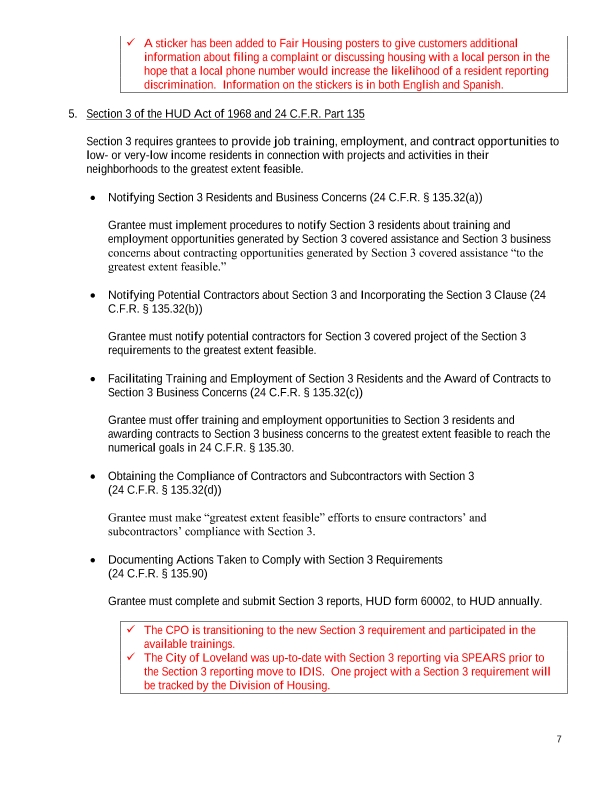 ✓ A sticker has been added to Fair Housing posters to give customers additional
information about filing a complaint or discussing housing with a local person in the
hope that a local phone number would increase the likelihood of a resident reporting
discrimination. Information on the stickers is in both English and Spanish.
5. Section 3 of the HUD Act of 1968 and 24 C.F.R. Part 135
Section 3 requires grantees to provide job training, employment, and contract opportunities to
low- or very-low income residents in connection with projects and activities in their
neighborhoods to the greatest extent feasible.
• Notifying Section 3 Residents and Business Concerns (24 C.F.R. § 135.32(a))
Grantee must implement procedures to notify Section 3 residents about training and
employment opportunities generated by Section 3 covered assistance and Section 3 business
concerns about contracting opportunities generated by Section 3 covered assistance “to the
greatest extent feasible.”
• Notifying Potential Contractors about Section 3 and Incorporating the Section 3 Clause (24
C.F.R. § 135.32(b))
Grantee must notify potential contractors for Section 3 covered project of the Section 3
requirements to the greatest extent feasible.
• Facilitating Training and Employment of Section 3 Residents and the Award of Contracts to
Section 3 Business Concerns (24 C.F.R. § 135.32(c))
Grantee must offer training and employment opportunities to Section 3 residents and
awarding contracts to Section 3 business concerns to the greatest extent feasible to reach the
numerical goals in 24 C.F.R. § 135.30.
• Obtaining the Compliance of Contractors and Subcontractors with Section 3
(24 C.F.R. § 135.32(d))
Grantee must make “greatest extent feasible” efforts to ensure contractors’ and
subcontractors’ compliance with Section 3.
• Documenting Actions Taken to Comply with Section 3 Requirements
(24 C.F.R. § 135.90)
Grantee must complete and submit Section 3 reports, HUD form 60002, to HUD annually.
✓ The CPO is transitioning to the new Section 3 requirement and participated in the
available trainings.
✓ The City of Loveland was up-to-date with Section 3 reporting via SPEARS prior to
the Section 3 reporting move to IDIS. One project with a Section 3 requirement will
be tracked by the Division of Housing.
7